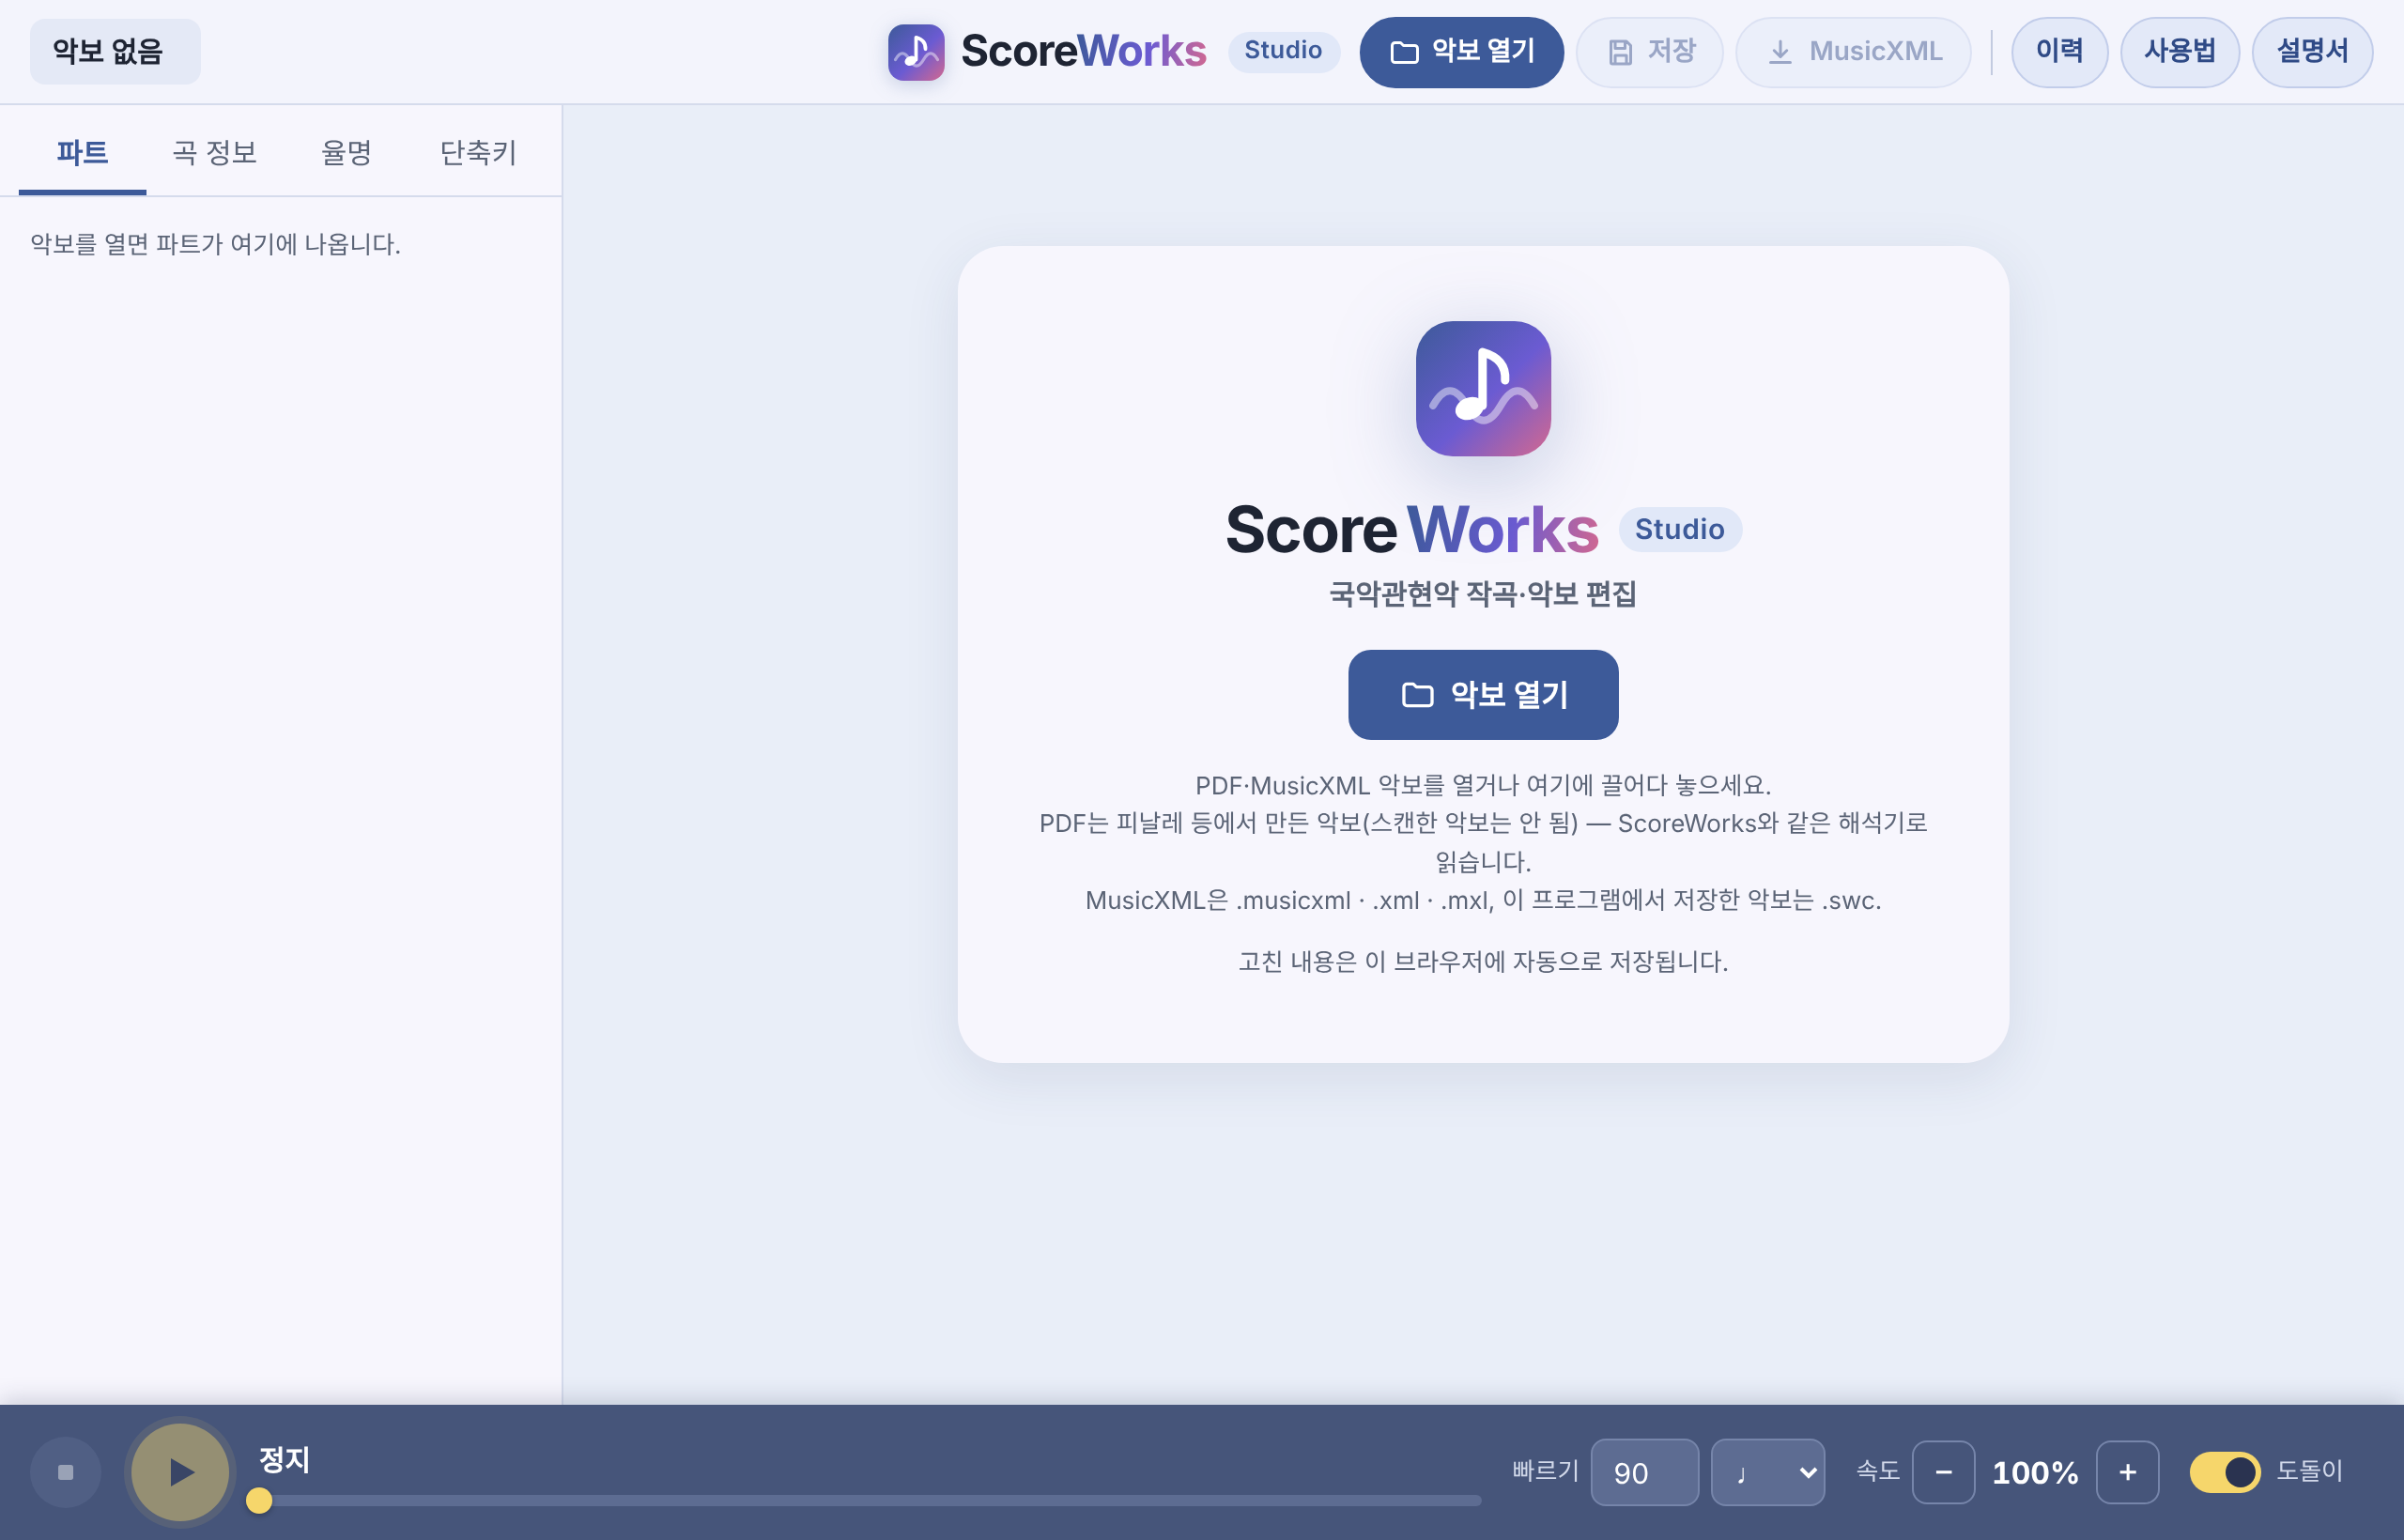 악보 없음
ScoreWorks Studio 악보 열기 저장 MusicXML 이력 사용법 설명서
파트 곡 정보 율명 단축키
악보를 열면 파트가 여기에 나옵니다.
Score Works Studio
국악관현악 작곡·악보 편집
악보 열기
PDF·MusicXML 악보를 열거나 여기에 끌어다 놓으세요.
PDF는 피날레 등에서 만든 악보(스캔한 악보는 안 됨) — ScoreWorks와 같은 해석기로
읽습니다.
MusicXML은 .musicxml · .xml · .mxl, 이 프로그램에서 저장한 악보는 .swc.
고친 내용은 이 브라우저에 자동으로 저장됩니다.
정지
빠르기 90 ♩ 속도 − 100% + 도돌이